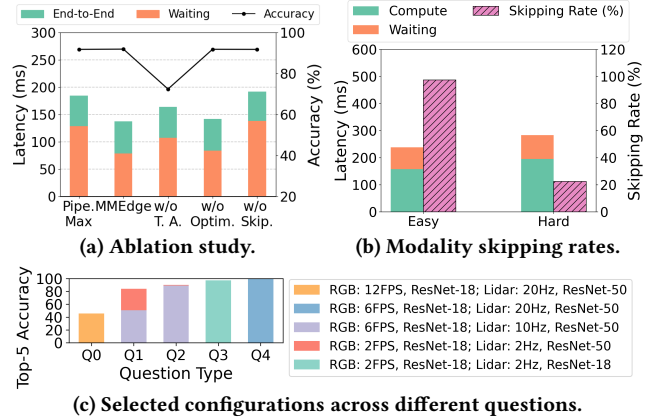 End-to-End Waiting Accuracy
Latency (ms)
300
250
200
150
100
50
0
Accuracy (%)
100
80
60
40
20
Pipe. Max
MMEdge
w/o T. A.
w/o Optim.
w/o Skip.
(a) Ablation study.
Compute Skipping Rate (%)
Waiting
Latency (ms)
600
500
400
300
200
100
0
Skipping Rate (%)
120
100
80
60
40
20
0
Easy Hard
(b) Modality skipping rates.
Top-5 Accuracy
100
80
60
40
20
0
Q0 Q1 Q2 Q3 Q4
Question Type
RGB: 12FPS, ResNet-18; Lidar: 20Hz, ResNet-50
RGB: 6FPS, ResNet-18; Lidar: 20Hz, ResNet-50
RGB: 6FPS, ResNet-18; Lidar: 10Hz, ResNet-50
RGB: 2FPS, ResNet-18; Lidar: 2Hz, ResNet-50
RGB: 2FPS, ResNet-18; Lidar: 2Hz, ResNet-18
(c) Selected configurations across different questions.